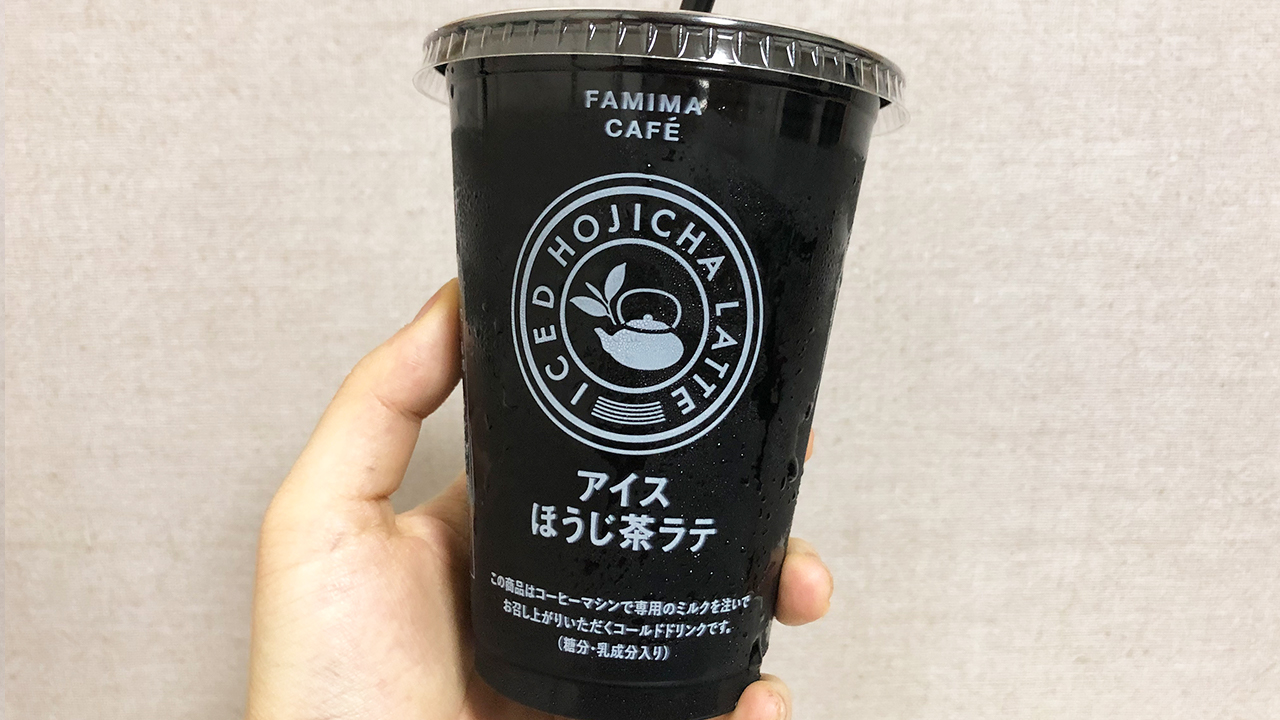 FAMIMA
CAFÉ
ICED HOJICHA LATTE
アイス
ほうじ茶ラテ
この商品はコーヒーマシンで専用のミルクを注いで
お召し上がりいただくコールドドリンクです。
(糖分・乳成分入り)